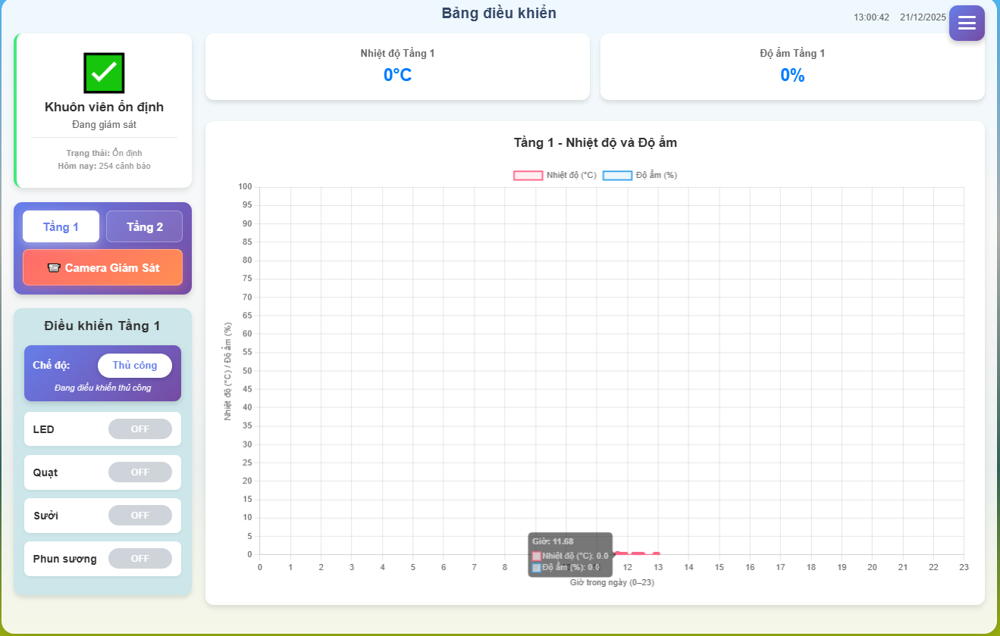 Bảng điều khiển
13:00:42 21/12/2025
Khuôn viên ổn định
Đang giám sát
Trạng thái: Ổn định
Hôm nay: 254 cảnh báo
Tầng 1
Tầng 2
Camera Giám Sát
Điều khiển Tầng 1
Chế độ: Thủ công
Đang điều khiển thủ công
LED OFF
Quạt OFF
Sưởi OFF
Phun sương OFF
Nhiệt độ Tầng 1
0°C
Độ ẩm Tầng 1
0%
Tầng 1 - Nhiệt độ và Độ ẩm
Nhiệt độ (°C) Độ ẩm (%)
Nhiệt độ (°C) / Độ ẩm (%)
100
95
90
85
80
75
70
65
60
55
50
45
40
35
30
25
20
15
10
5
0
Giờ: 11.68
Nhiệt độ (°C): 0.0
Độ ẩm (%): 0.0
0 1 2 3 4 5 6 7 8 12 13 14 15 16 17 18 19 20 21 22 23
Giờ trong ngày (0–23)